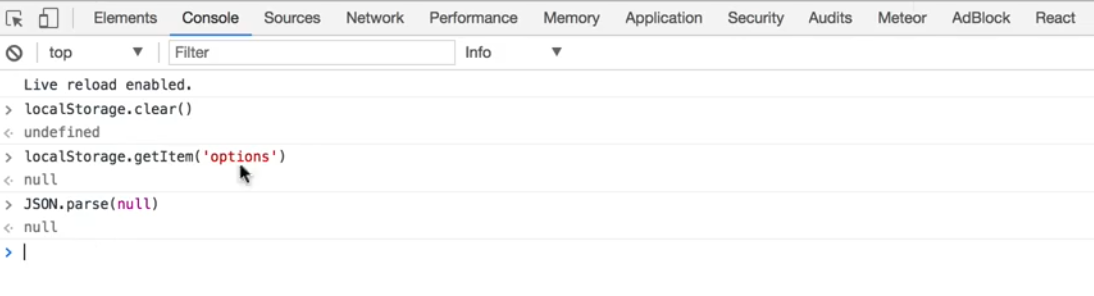 Elements Console Sources Network Performance Memory Application Security Audits Meteor AdBlock React
top ▼ Filter Info ▼
Live reload enabled.
> localStorage.clear()
<· undefined
> localStorage.getItem('options')
<· null
> JSON.parse(null)
<· null
>